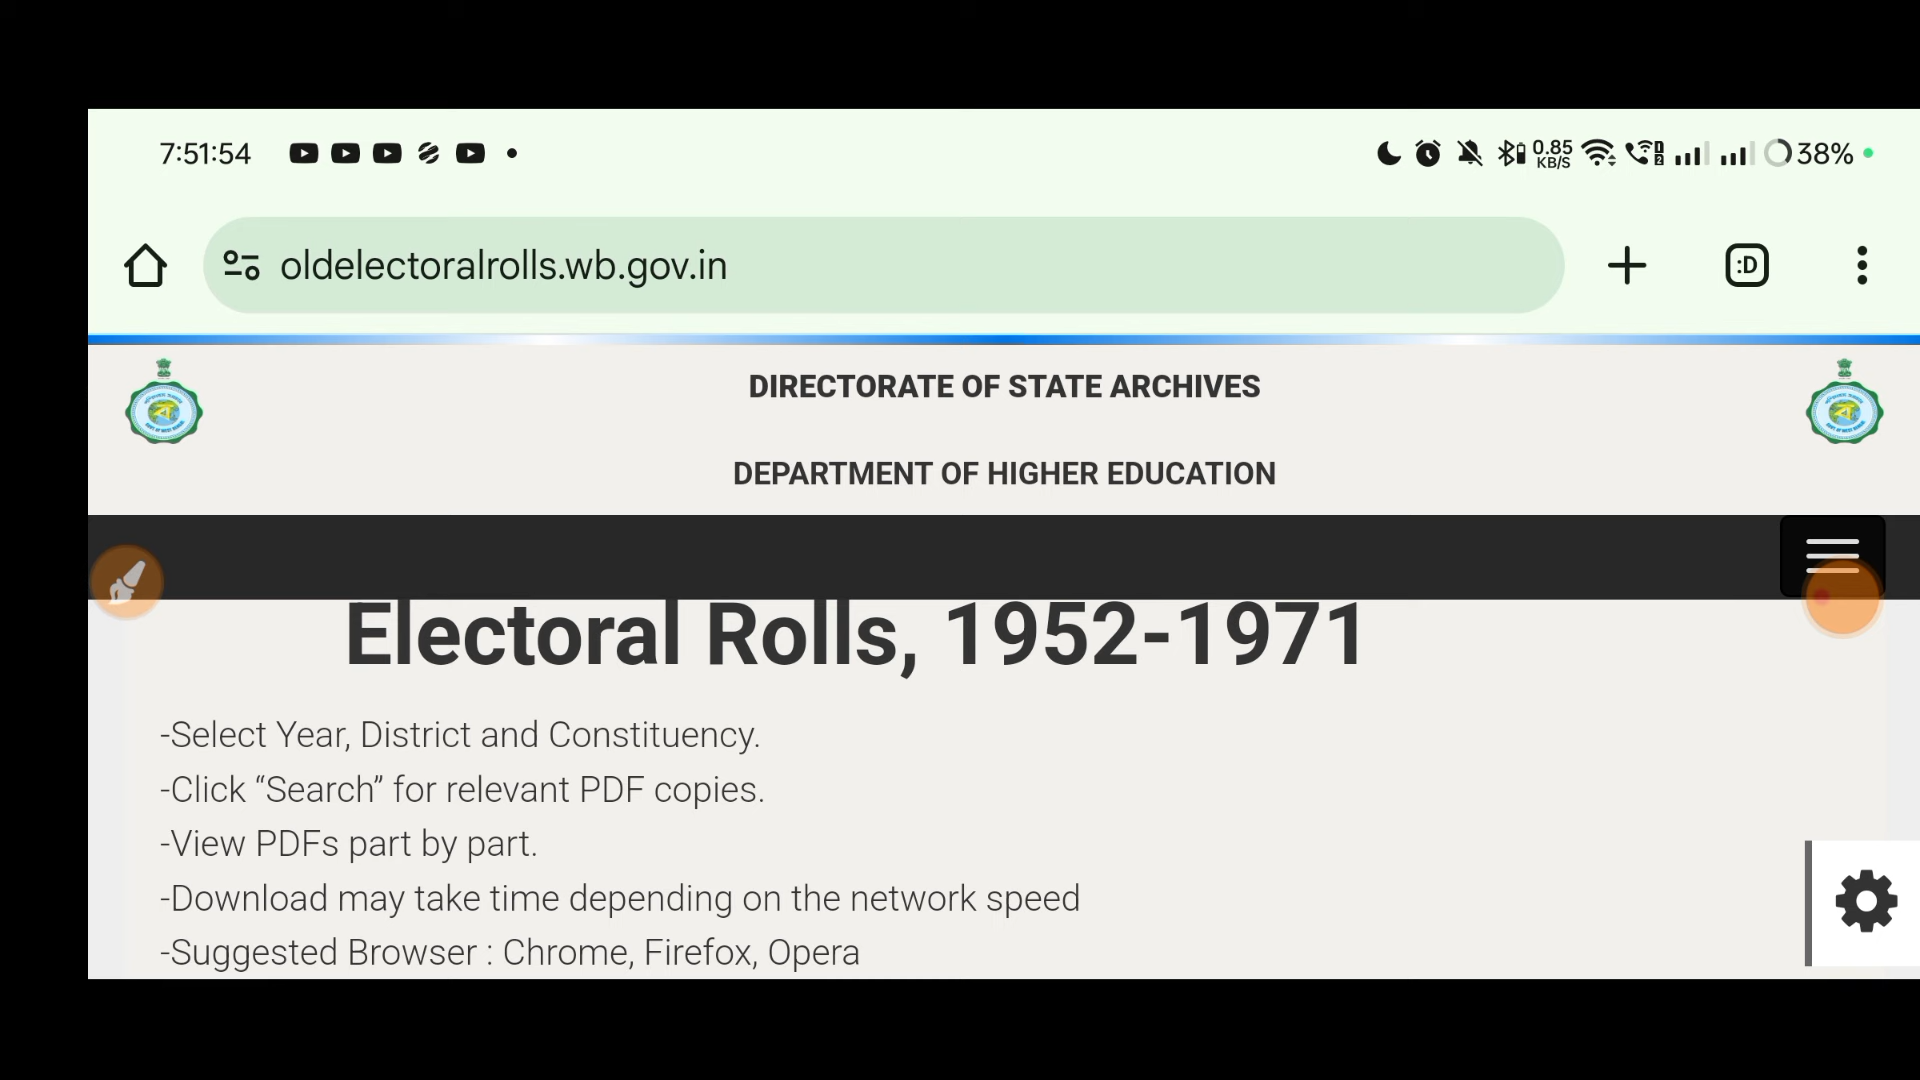 7:51:54
0.85 KB/S
38%
oldelectoralrolls.wb.gov.in
:D
DIRECTORATE OF STATE ARCHIVES
DEPARTMENT OF HIGHER EDUCATION
Electoral Rolls, 1952-1971
-Select Year, District and Constituency.
-Click “Search” for relevant PDF copies.
-View PDFs part by part.
-Download may take time depending on the network speed
-Suggested Browser : Chrome, Firefox, Opera